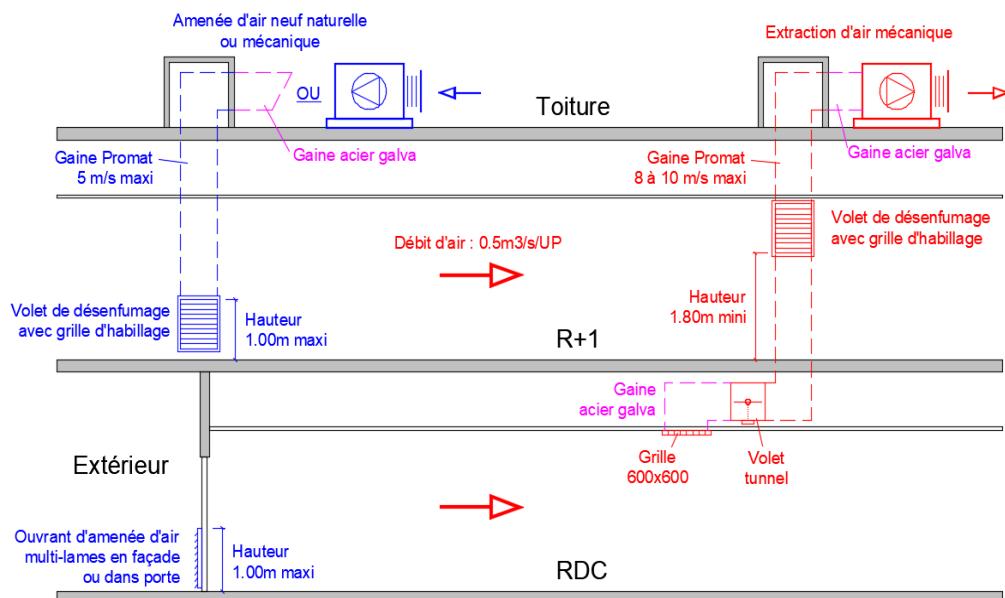 Amenée d'air neuf naturelle
ou mécanique
Extraction d'air mécanique
OU
Toiture
Gaine acier galva
Gaine acier galva
Gaine Promat
5 m/s maxi
Gaine Promat
8 à 10 m/s maxi
Volet de désenfumage
avec grille d'habillage
Débit d'air : 0.5m3/s/UP
Volet de désenfumage
avec grille d'habillage
Hauteur
1.00m maxi
Hauteur
1.80m mini
R+1
Gaine
acier galva
Extérieur
Grille
600x600
Volet
tunnel
Ouvrant d'amenée d'air
multi-lames en façade
ou dans porte
Hauteur
1.00m maxi
RDC